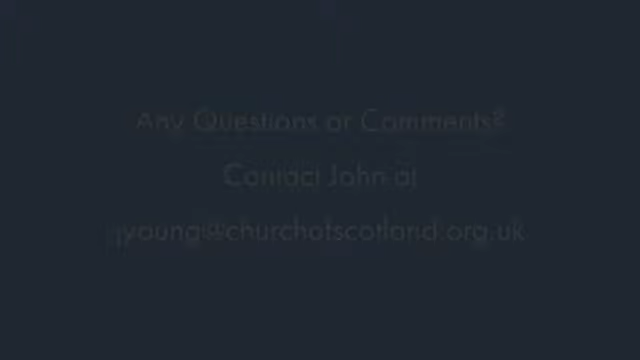 Any Questions or Comments?
Contact John at
jyoung@churchofscotland.org.uk